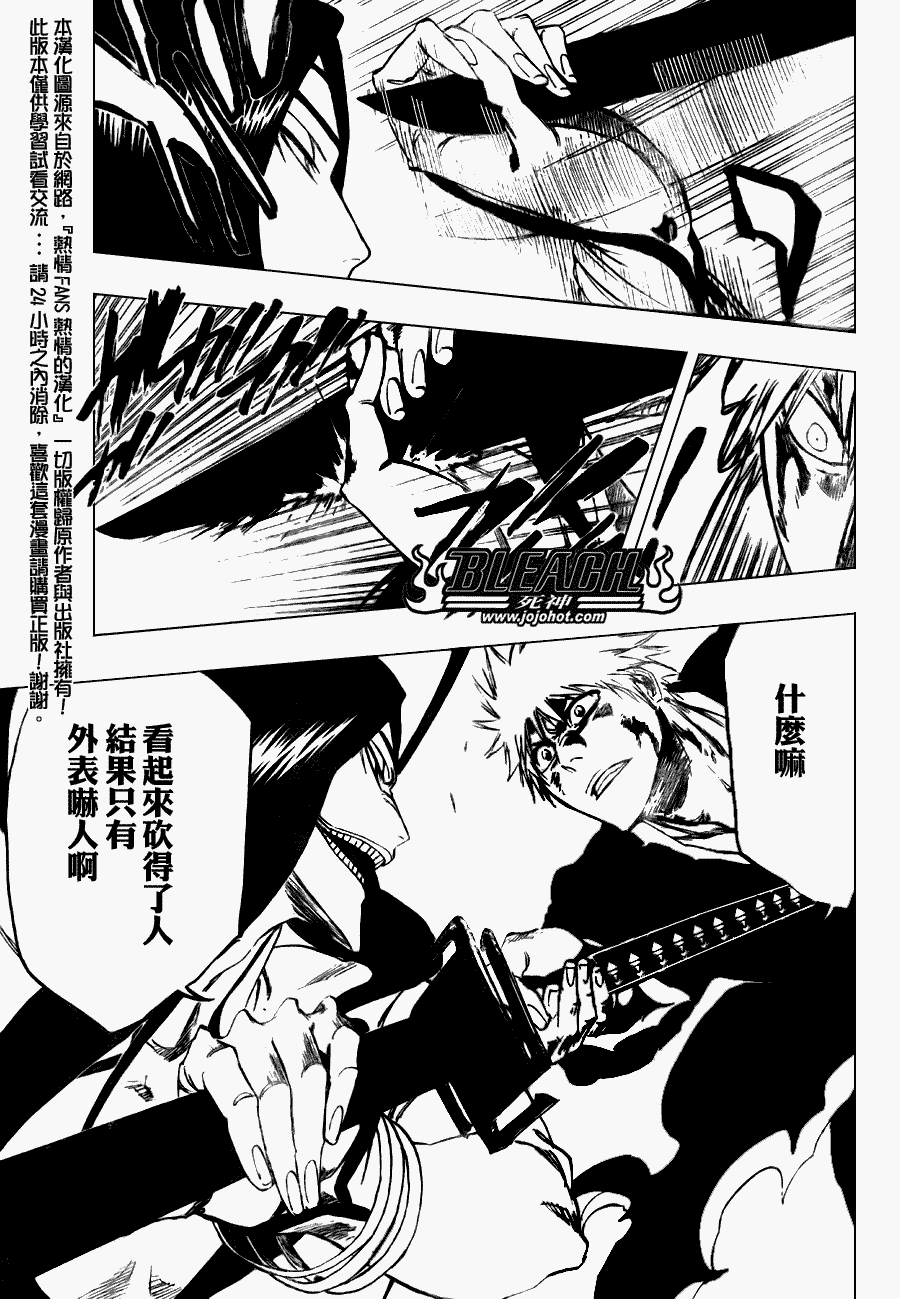 本漢化圖源來自於網路，『熱情FANS 熱情的漢化』一切版權歸原作者與出版社擁有！
此版本僅供學習試看交流… 請24小時之內消除，喜歡這套漫畫請購買正版！謝謝。
BLEACH
死神
www.jojohot.com
什麼嘛
看起來砍得了人
結果只有
外表嚇人啊